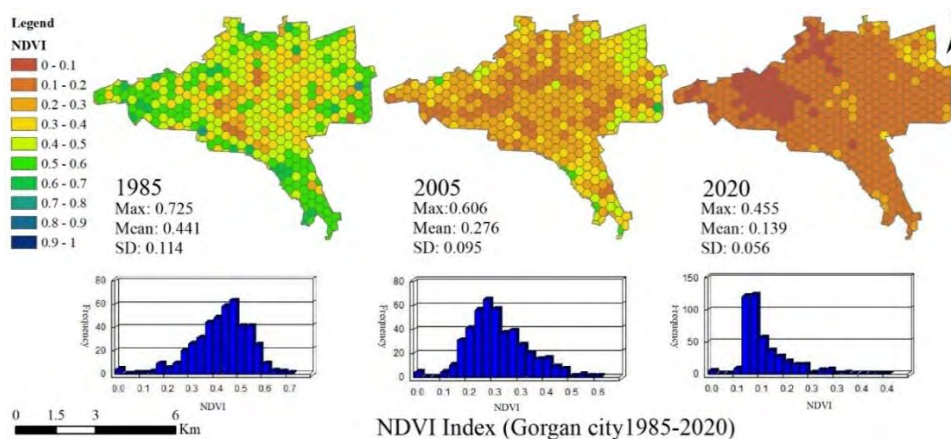 Legend
NDVI
0 - 0.1
0.1 - 0.2
0.2 - 0.3
0.3 - 0.4
0.4 - 0.5
0.5 - 0.6
0.6 - 0.7
0.7 - 0.8
0.8 - 0.9
0.9 - 1
1985
Max: 0.725
Mean: 0.441
SD: 0.114
2005
Max:0.606
Mean: 0.276
SD: 0.095
2020
Max: 0.455
Mean: 0.139
SD: 0.056
80
60
40
20
0
Frequency
0.0 0.1 0.2 0.3 0.4 0.5 0.6 0.7
NDVI
80
60
40
20
0
Frequency
0.0 0.1 0.2 0.3 0.4 0.5 0.6
NDVI
150
100
50
0
Frequency
0.0 0.1 0.2 0.3 0.4 0.4
NDVI
0 1.5 3 6
Km
NDVI Index (Gorgan city1985-2020)